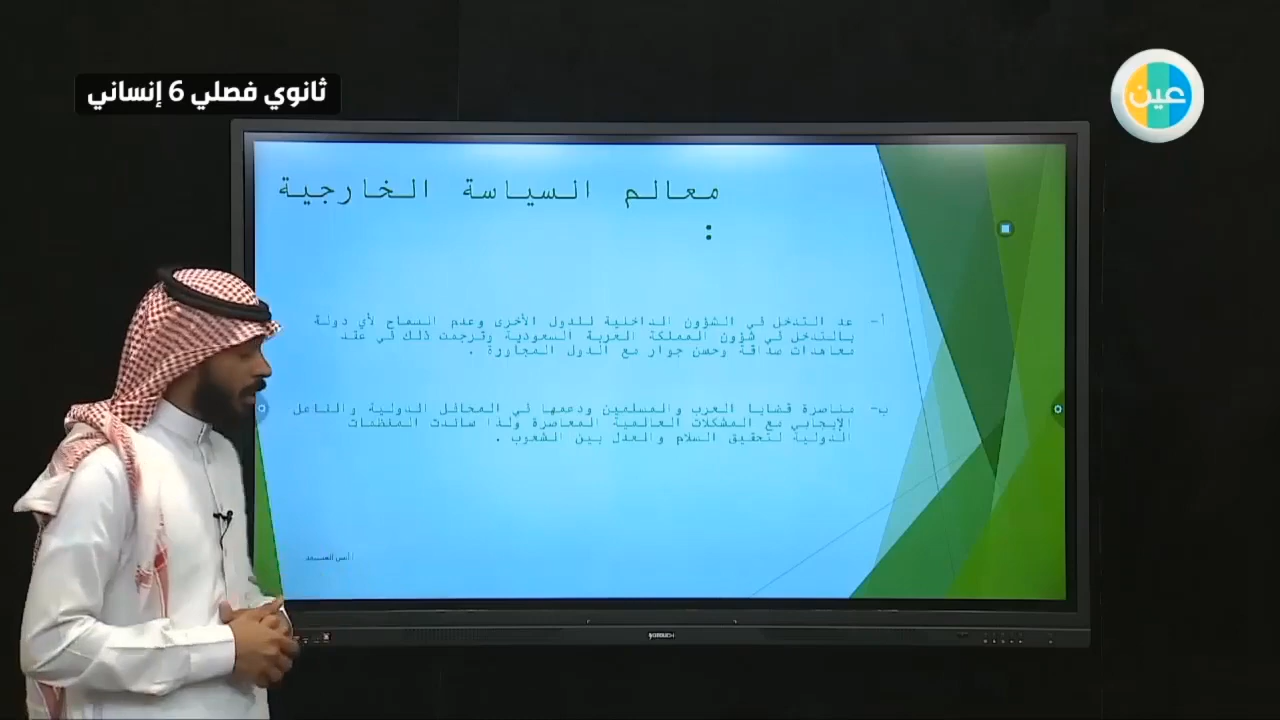 ثانوي فصلي 6 إنساني
عين
معالم السياسة الخارجية
:
أ- عد التدخل في الشؤون الداخلية للدول الأخرى وعدم السماح لأي دولة
بالتدخل في شؤون المملكة العربية السعودية وترجمت ذلك في عقد
معاهدات صداقة وحسن جوار مع الدول المجاورة .
ب- مناصرة قضايا العرب والمسلمين ودعمها في المحافل الدولية والتاعل
الإيجابي مع المشكلات العالمية المعاصرة ولذا ساندت المنظمات
الدولية لتحقيق السلام والعدل بين الشعوب .